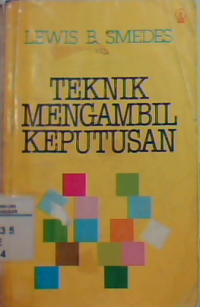 LEWIS B. SMEDES
TEKNIK
MENGAMBIL
KEPUTUSAN